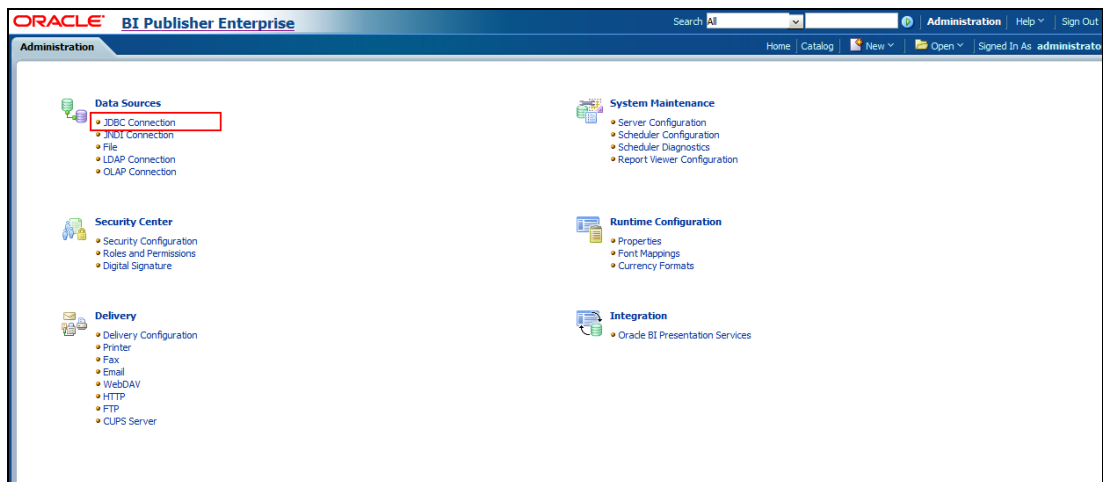 ORACLE BI Publisher Enterprise
Search All Administration Help Sign Out
Administration
Home Catalog New Open Signed In As administrato
Data Sources
JDBC Connection
JNDI Connection
File
LDAP Connection
OLAP Connection
System Maintenance
Server Configuration
Scheduler Configuration
Scheduler Diagnostics
Report Viewer Configuration
Security Center
Security Configuration
Roles and Permissions
Digital Signature
Runtime Configuration
Properties
Font Mappings
Currency Formats
Delivery
Delivery Configuration
Printer
Fax
Email
WebDAV
HTTP
FTP
CUPS Server
Integration
Oracle BI Presentation Services